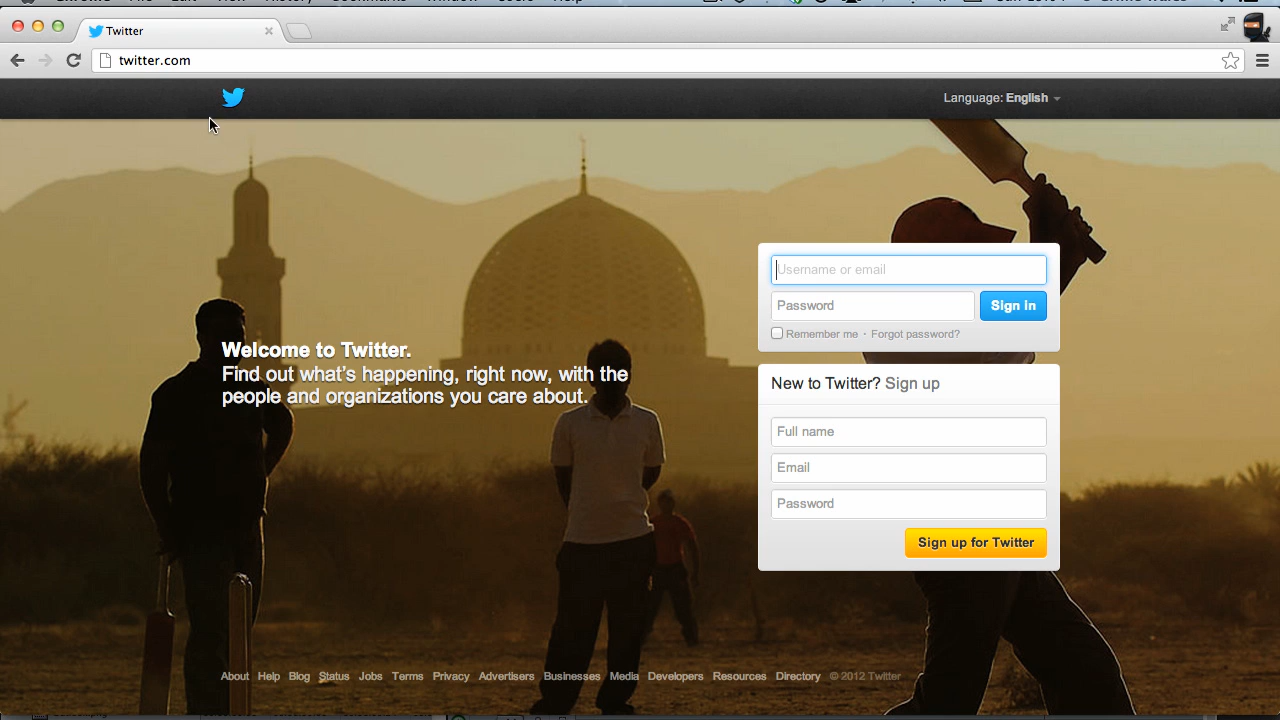 Twitter
twitter.com
Language: English
Username or email
Password
Sign in
Remember me · Forgot password?
Welcome to Twitter.
Find out what's happening, right now, with the
people and organizations you care about.
New to Twitter? Sign up
Full name
Email
Password
Sign up for Twitter
About Help Blog Status Jobs Terms Privacy Advertisers Businesses Media Developers Resources Directory © 2012 Twitter